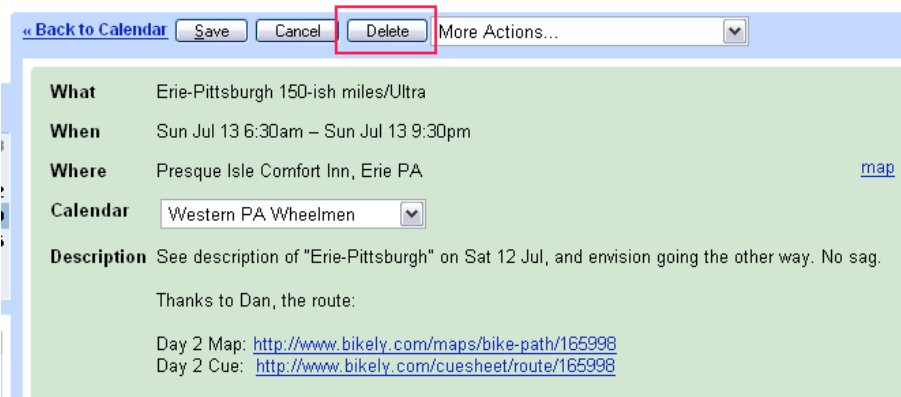 « Back to Calendar Save Cancel Delete More Actions...
What Erie-Pittsburgh 150-ish miles/Ultra
When Sun Jul 13 6:30am – Sun Jul 13 9:30pm
Where Presque Isle Comfort Inn, Erie PA map
Calendar Western PA Wheelmen
Description See description of "Erie-Pittsburgh" on Sat 12 Jul, and envision going the other way. No sag.
Thanks to Dan, the route:
Day 2 Map: http://www.bikely.com/maps/bike-path/165998
Day 2 Cue: http://www.bikely.com/cuesheet/route/165998